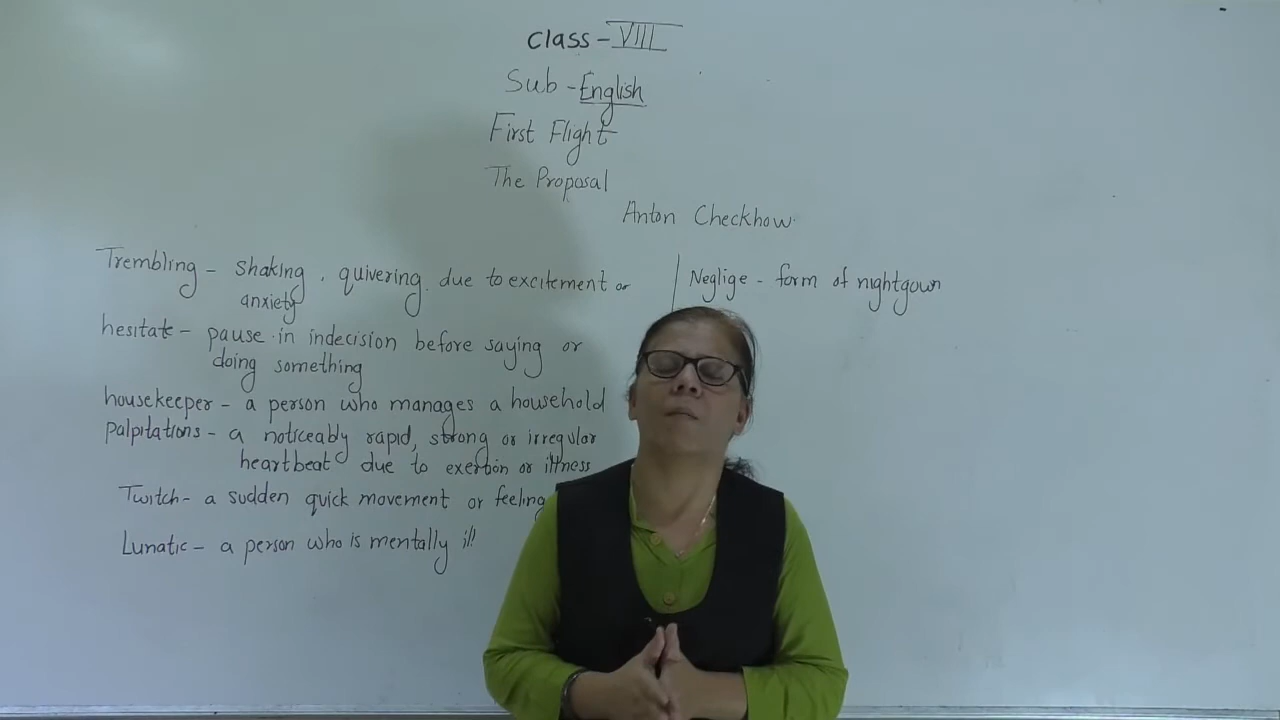 Class - VIII
Sub - English
First Flight
The Proposal
Anton Checkhow
Trembling - shaking, quivering due to excitement or
anxiety
hesitate - pause in indecision before saying or
doing something
housekeeper - a person who manages a household
palpitations - a noticeably rapid, strong or irregular
heartbeat due to exertion or illness
Twitch - a sudden quick movement or feeling
Lunatic - a person who is mentally ill
Neglige - form of nightgown